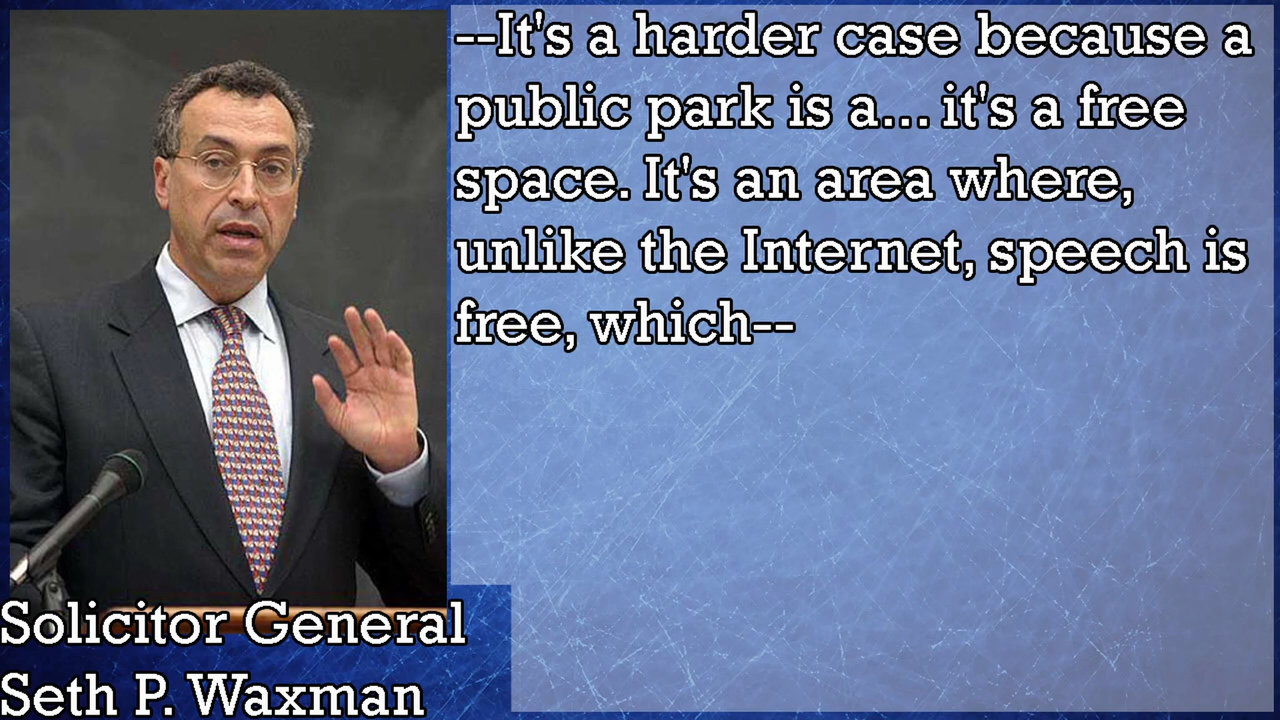 --It's a harder case because a
public park is a... it's a free
space. It's an area where,
unlike the Internet, speech is
free, which--
Solicitor General
Seth P. Waxman